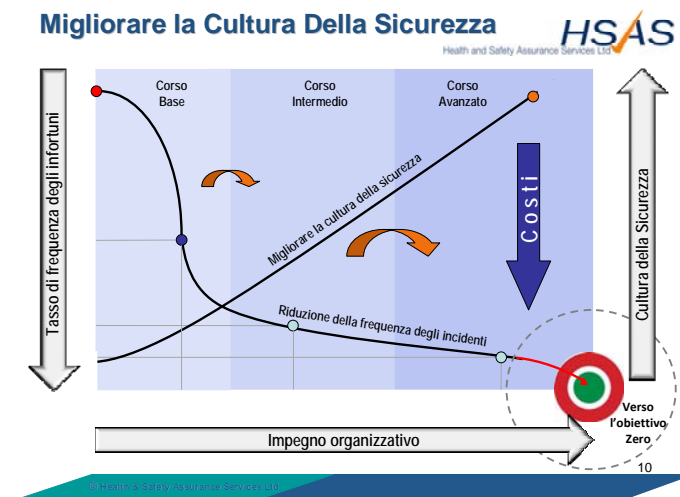 Migliorare la Cultura Della Sicurezza
HSAS
Health and Safety Assurance Services Ltd
Corso
Base
Corso
Intermedio
Corso
Avanzato
Tasso di frequenza degli infortuni
Migliorare la cultura della sicurezza
Costi
Cultura della Sicurezza
Riduzione della frequenza degli incidenti
Verso
l'obiettivo
Zero
Impegno organizzativo
10
© Health & Safety Assurance Services Ltd